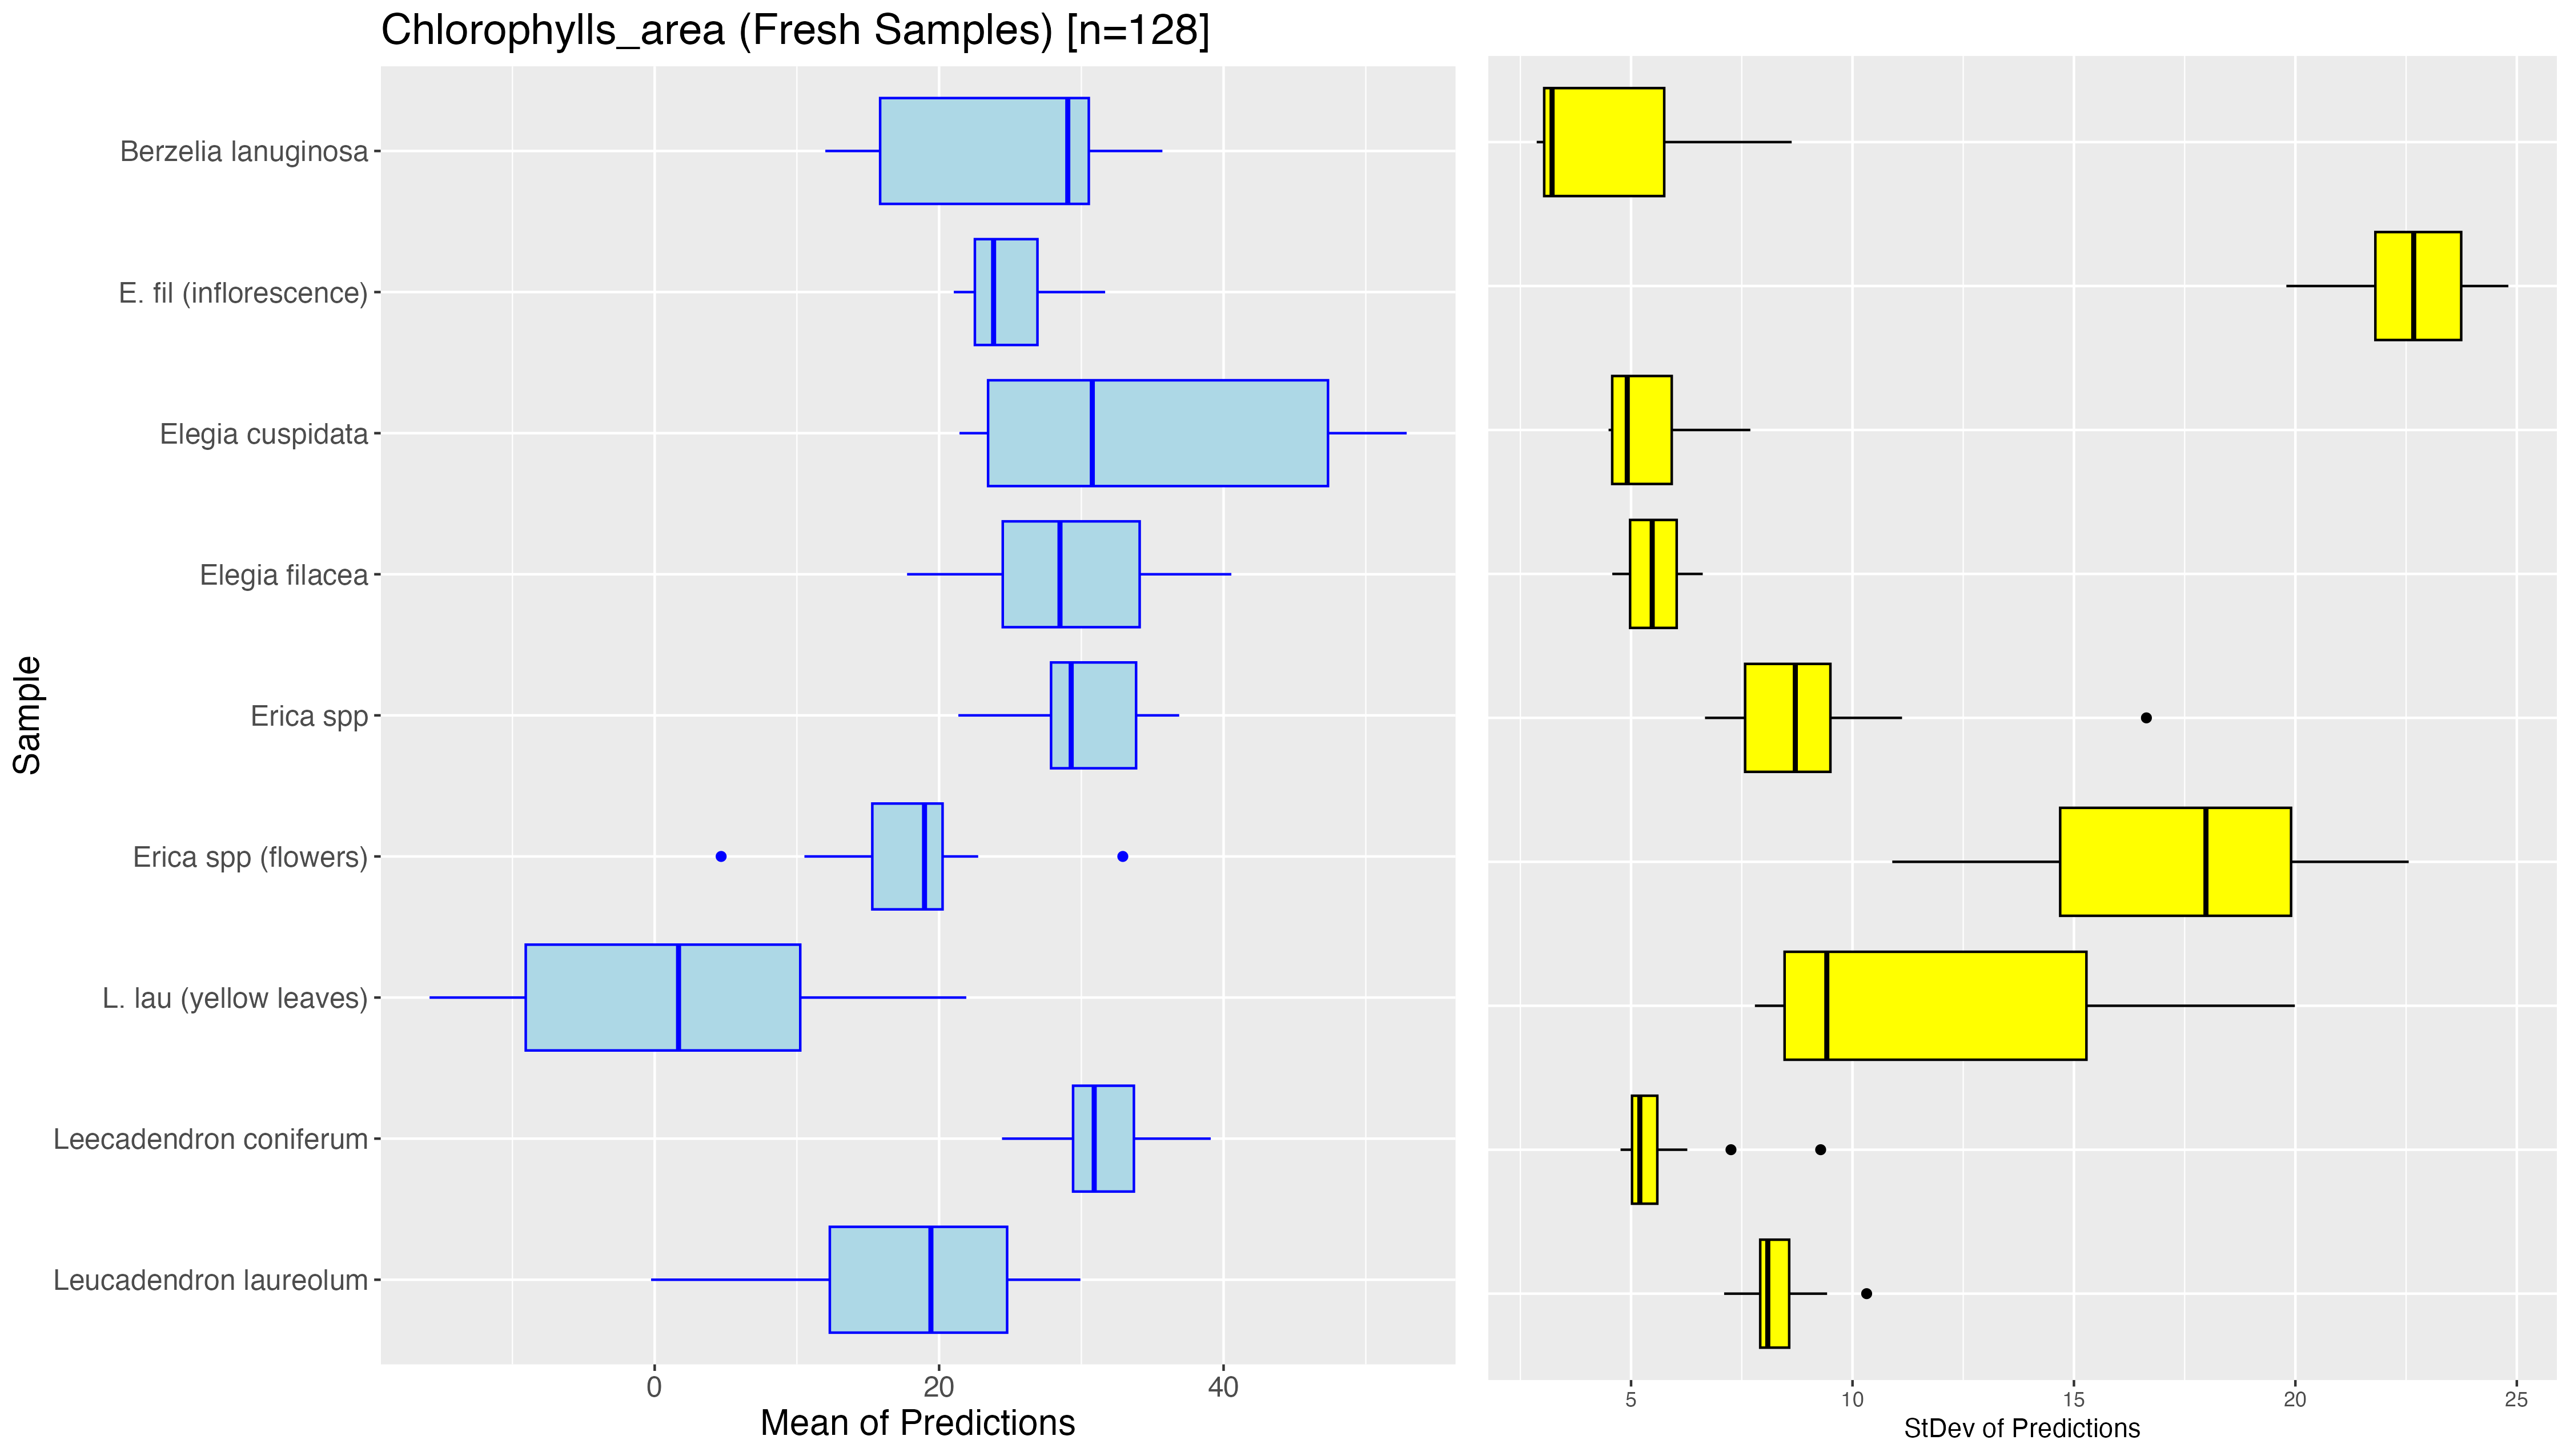 Chlorophylls_area (Fresh Samples) [n=128]
Sample
Berzelia lanuginosa
E. fil (inflorescence)
Elegia cuspidata
Elegia filacea
Erica spp
Erica spp (flowers)
L. lau (yellow leaves)
Leecadendron coniferum
Leucadendron laureolum
0 20 40
Mean of Predictions
5 10 15 20 25
StDev of Predictions